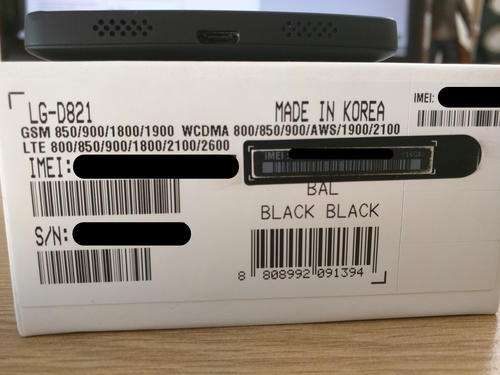 LG-D821
MADE IN KOREA
IMEI:
GSM 850/900/1800/1900 WCDMA 800/850/900/AWS/1900/2100
LTE 800/850/900/1800/2100/2600
IMEI:
IMEI:
BAL
BLACK BLACK
S/N:
8 808992 091394